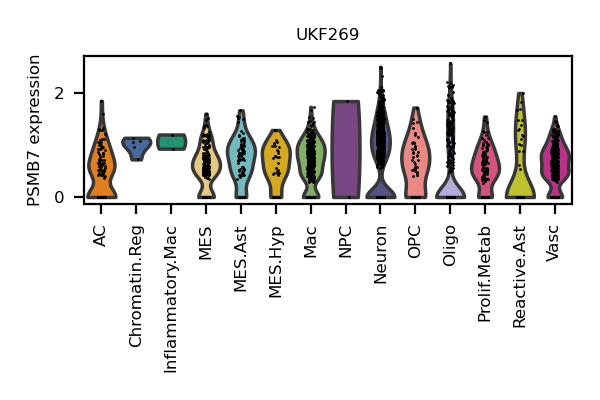 UKF269
PSMB7 expression
2
0
AC
Chromatin.Reg
Inflammatory.Mac
MES
MES.Ast
MES.Hyp
Mac
NPC
Neuron
OPC
Oligo
Prolif.Metab
Reactive.Ast
Vasc